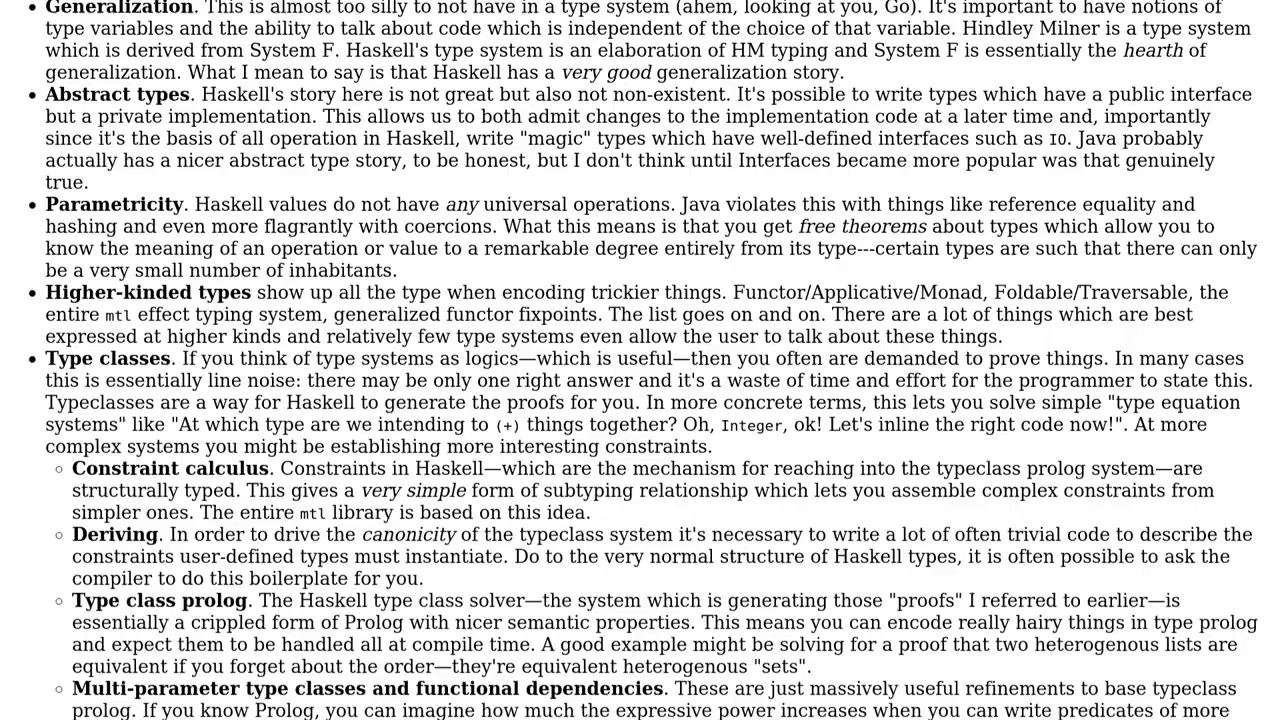 • Generalization. This is almost too silly to not have in a type system (ahem, looking at you, Go). It's important to have notions of
type variables and the ability to talk about code which is independent of the choice of that variable. Hindley Milner is a type system
which is derived from System F. Haskell's type system is an elaboration of HM typing and System F is essentially the hearth of
generalization. What I mean to say is that Haskell has a very good generalization story.
• Abstract types. Haskell's story here is not great but also not non-existent. It's possible to write types which have a public interface
but a private implementation. This allows us to both admit changes to the implementation code at a later time and, importantly
since it's the basis of all operation in Haskell, write "magic" types which have well-defined interfaces such as IO. Java probably
actually has a nicer abstract type story, to be honest, but I don't think until Interfaces became more popular was that genuinely
true.
• Parametricity. Haskell values do not have any universal operations. Java violates this with things like reference equality and
hashing and even more flagrantly with coercions. What this means is that you get free theorems about types which allow you to
know the meaning of an operation or value to a remarkable degree entirely from its type---certain types are such that there can only
be a very small number of inhabitants.
• Higher-kinded types show up all the type when encoding trickier things. Functor/Applicative/Monad, Foldable/Traversable, the
entire mtl effect typing system, generalized functor fixpoints. The list goes on and on. There are a lot of things which are best
expressed at higher kinds and relatively few type systems even allow the user to talk about these things.
• Type classes. If you think of type systems as logics—which is useful—then you often are demanded to prove things. In many cases
this is essentially line noise: there may be only one right answer and it's a waste of time and effort for the programmer to state this.
Typeclasses are a way for Haskell to generate the proofs for you. In more concrete terms, this lets you solve simple "type equation
systems" like "At which type are we intending to (+) things together? Oh, Integer, ok! Let's inline the right code now!". At more
complex systems you might be establishing more interesting constraints.
◦ Constraint calculus. Constraints in Haskell—which are the mechanism for reaching into the typeclass prolog system—are
structurally typed. This gives a very simple form of subtyping relationship which lets you assemble complex constraints from
simpler ones. The entire mtl library is based on this idea.
◦ Deriving. In order to drive the canonicity of the typeclass system it's necessary to write a lot of often trivial code to describe the
constraints user-defined types must instantiate. Do to the very normal structure of Haskell types, it is often possible to ask the
compiler to do this boilerplate for you.
◦ Type class prolog. The Haskell type class solver—the system which is generating those "proofs" I referred to earlier—is
essentially a crippled form of Prolog with nicer semantic properties. This means you can encode really hairy things in type prolog
and expect them to be handled all at compile time. A good example might be solving for a proof that two heterogenous lists are
equivalent if you forget about the order—they're equivalent heterogenous "sets".
◦ Multi-parameter type classes and functional dependencies. These are just massively useful refinements to base typeclass
prolog. If you know Prolog, you can imagine how much the expressive power increases when you can write predicates of more